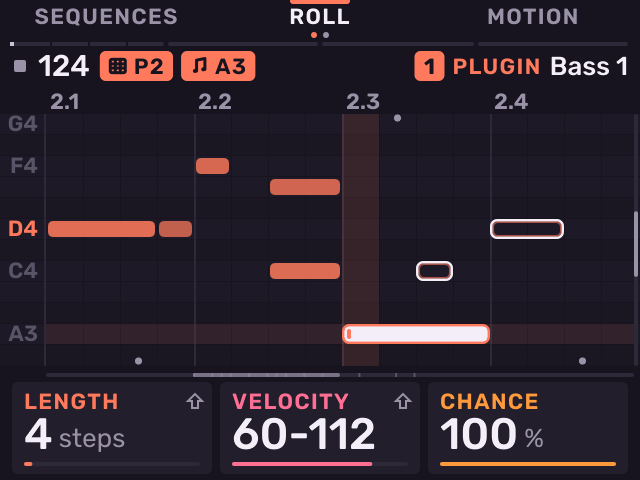 SEQUENCES ROLL MOTION
124 P2 A3 1 PLUGIN Bass 1
2.1 2.2 2.3 2.4
G4
F4
D4
C4
A3
LENGTH VELOCITY CHANCE
4 steps 60-112 100 %